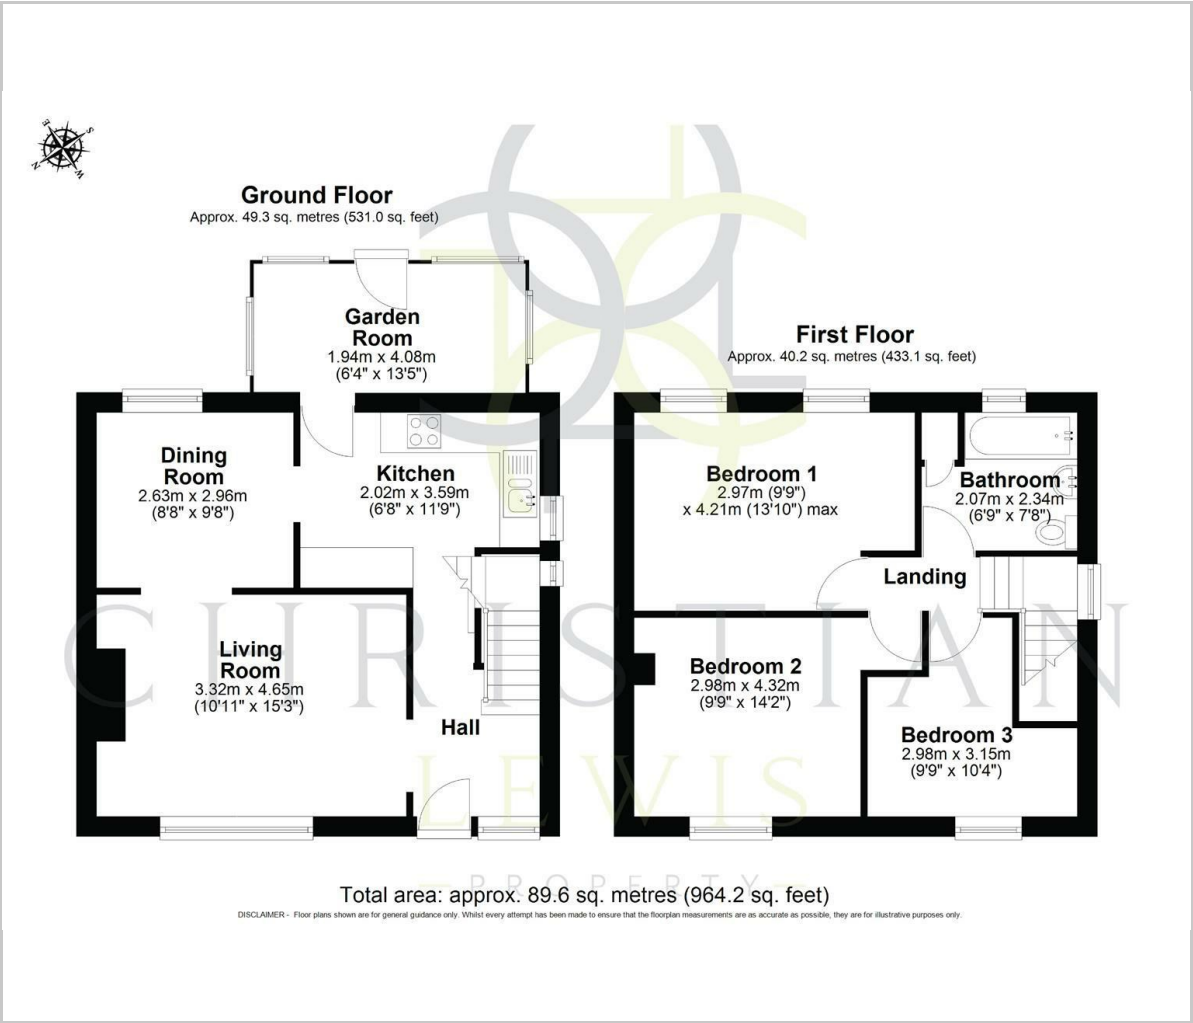 E
S
N
W
Ground Floor
Approx. 49.3 sq. metres (531.0 sq. feet)
Garden
Room
1.94m x 4.08m
(6'4" x 13'5")
Dining
Room
2.63m x 2.96m
(8'8" x 9'8")
Kitchen
2.02m x 3.59m
(6'8" x 11'9")
Living
Room
3.32m x 4.65m
(10'11" x 15'3")
Hall
First Floor
Approx. 40.2 sq. metres (433.1 sq. feet)
Bedroom 1
2.97m (9'9")
x 4.21m (13'10") max
Bathroom
2.07m x 2.34m
(6'9" x 7'8")
Landing
Bedroom 2
2.98m x 4.32m
(9'9" x 14'2")
Bedroom 3
2.98m x 3.15m
(9'9" x 10'4")
CHRISTIAN
LEWIS
PROPERTY
Total area: approx. 89.6 sq. metres (964.2 sq. feet)
DISCLAIMER - Floor plans shown are for general guidance only. Whilst every attempt has been made to ensure that the floorplan measurements are as accurate as possible, they are for illustrative purposes only.